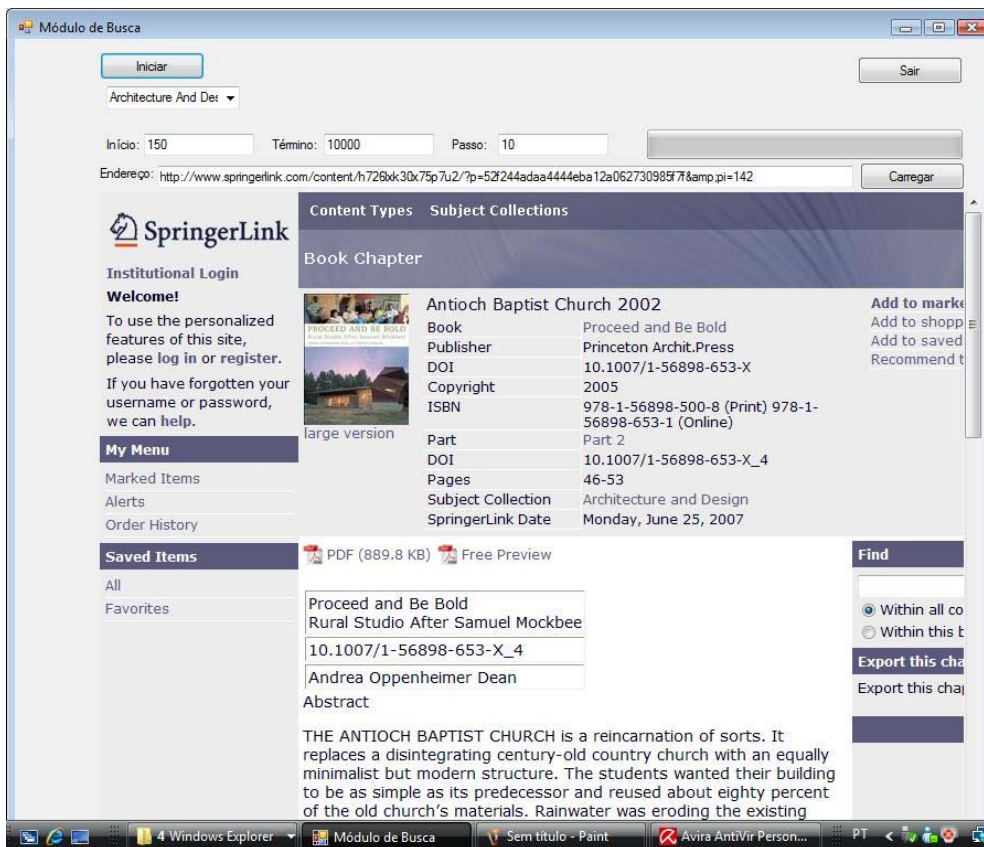 Módulo de Busca
Iniciar
Sair
Architecture And Des
Início: 150 Término: 10000 Passo: 10
Endereço: http://www.springerlink.com/content/h726lxk30x75p7u2/?p=52f244adaa4444eba12a062730985f7f&amp;pi=142 Carregar
SpringerLink
Content Types Subject Collections
Book Chapter
Institutional Login
Welcome!
To use the personalized
features of this site,
please log in or register.
If you have forgotten your
username or password,
we can help.
My Menu
Marked Items
Alerts
Order History
Saved Items
All
Favorites
PROCEED AND BE BOLD
Rural Studio After Samuel Mockbee
large version
Antioch Baptist Church 2002
Book Proceed and Be Bold
Publisher Princeton Archit.Press
DOI 10.1007/1-56898-653-X
Copyright 2005
ISBN 978-1-56898-500-8 (Print) 978-1-
56898-653-1 (Online)
Part Part 2
DOI 10.1007/1-56898-653-X_4
Pages 46-53
Subject Collection Architecture and Design
SpringerLink Date Monday, June 25, 2007
Add to marke
Add to shopp
Add to saved
Recommend t
PDF (889.8 KB) Free Preview
Proceed and Be Bold
Rural Studio After Samuel Mockbee
10.1007/1-56898-653-X_4
Andrea Oppenheimer Dean
Abstract
THE ANTIOCH BAPTIST CHURCH is a reincarnation of sorts. It
replaces a disintegrating century-old country church with an equally
minimalist but modern structure. The students wanted their building
to be as simple as its predecessor and reused about eighty percent
of the old church's materials. Rainwater was eroding the existing
Find
Within all co
Within this b
Export this cha
Export this chap
4 Windows Explorer Módulo de Busca Sem título - Paint Avira AntiVir Person... PT